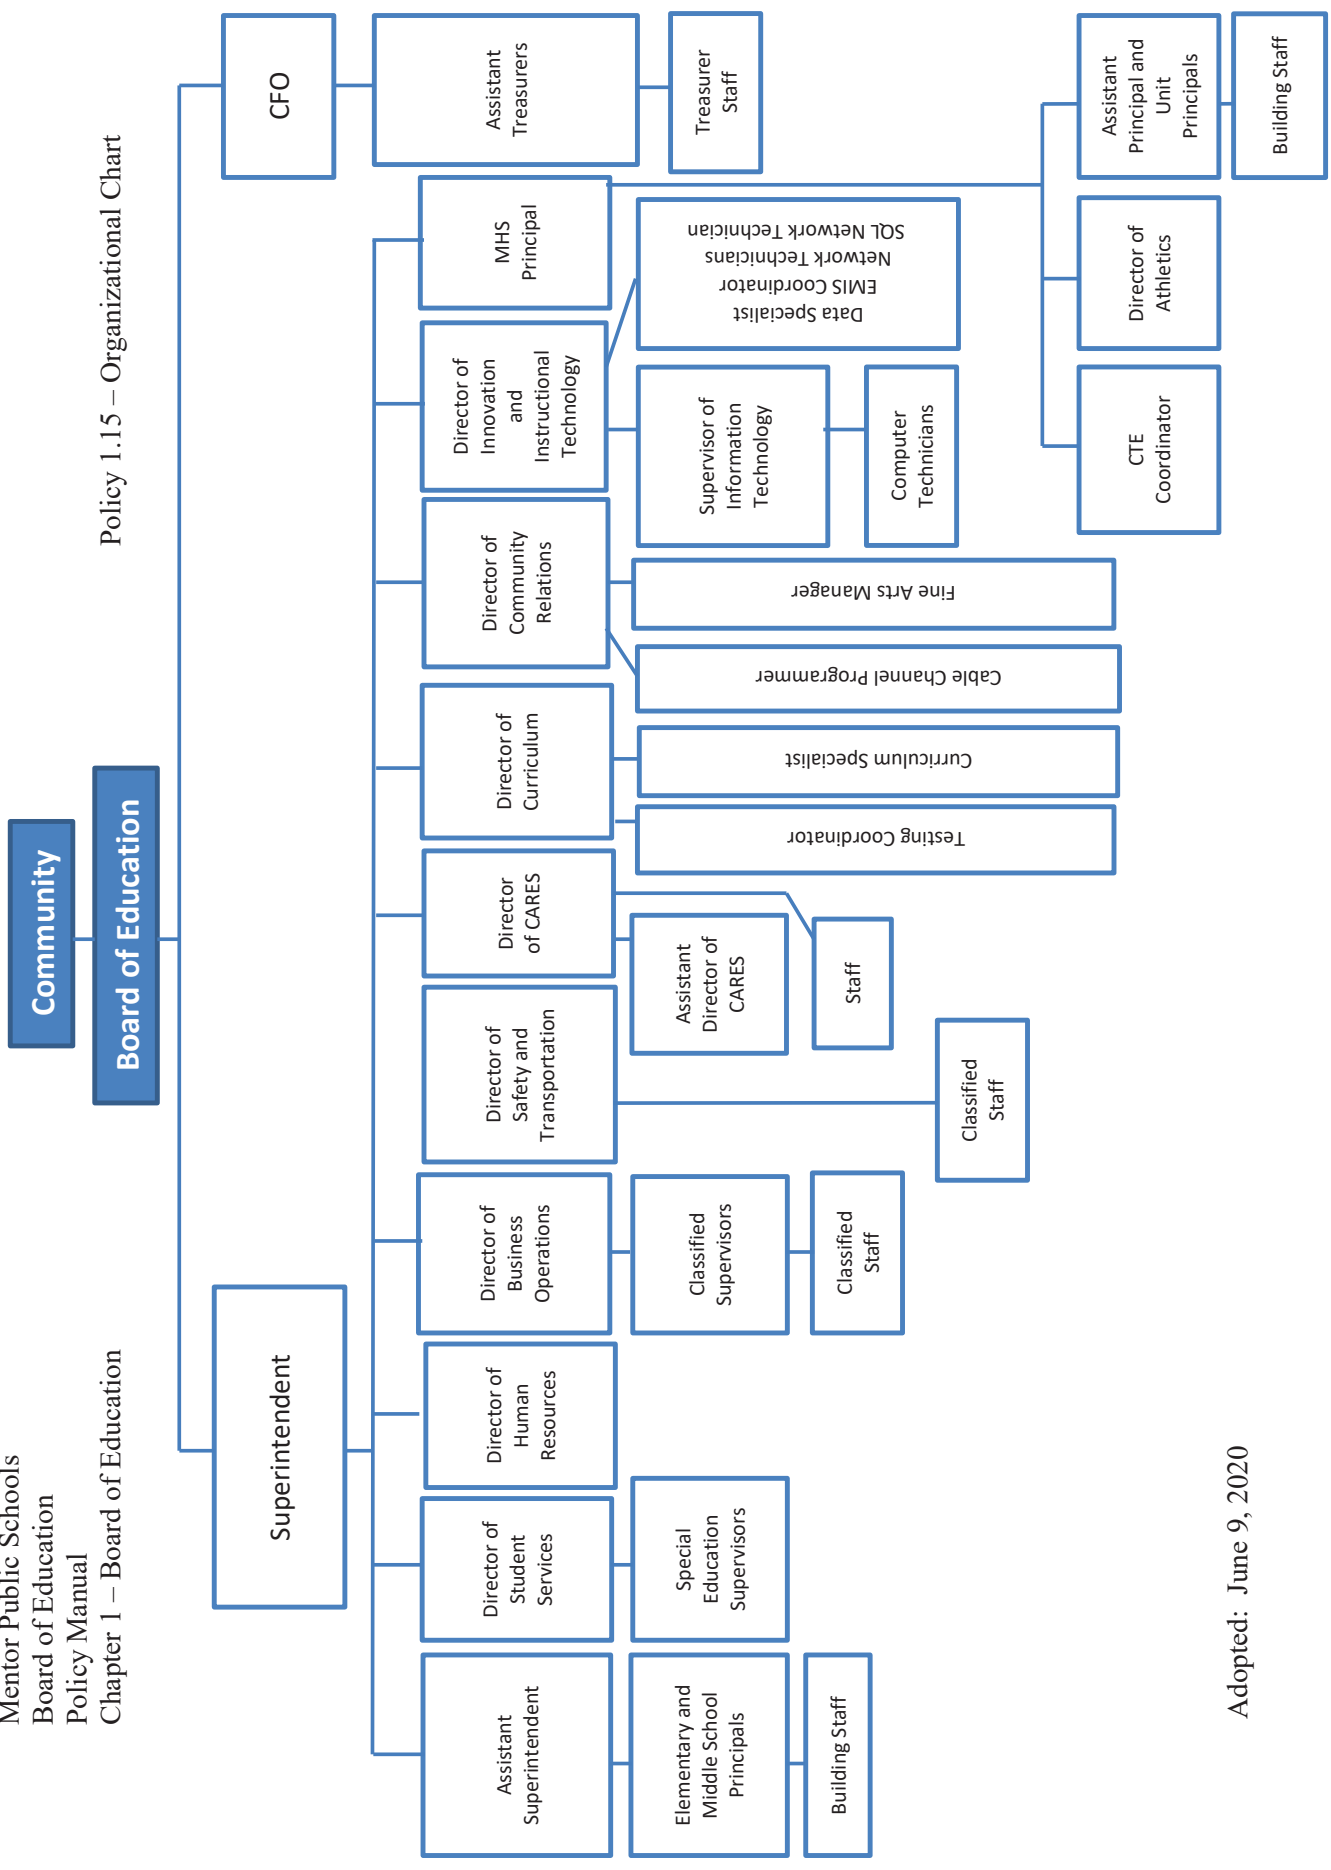 Mentor Public Schools
Board of Education
Policy Manual
Chapter 1 – Board of Education
Policy 1.15 – Organizational Chart
Community
Board of Education
Superintendent
CFO
Assistant
Superintendent
Elementary and
Middle School
Principals
Building Staff
Director of
Student
Services
Special
Education
Supervisors
Director of
Human
Resources
Director of
Business
Operations
Classified
Supervisors
Classified
Staff
Director of
Safety and
Transportation
Classified
Staff
Director
of CARES
Assistant
Director of
CARES
Staff
Director of
Curriculum
Testing Coordinator
Curriculum Specialist
Director of
Community
Relations
Cable Channel Programmer
Fine Arts Manager
Director of
Innovation
and
Instructional
Technology
Supervisor of
Information
Technology
Computer
Technicians
Data Specialist
EMIS Coordinator
Network Technicians
SQL Network Technician
MHS
Principal
CTE
Coordinator
Director of
Athletics
Assistant
Principal and
Unit
Principals
Building Staff
Assistant
Treasurers
Treasurer
Staff
Adopted: June 9, 2020